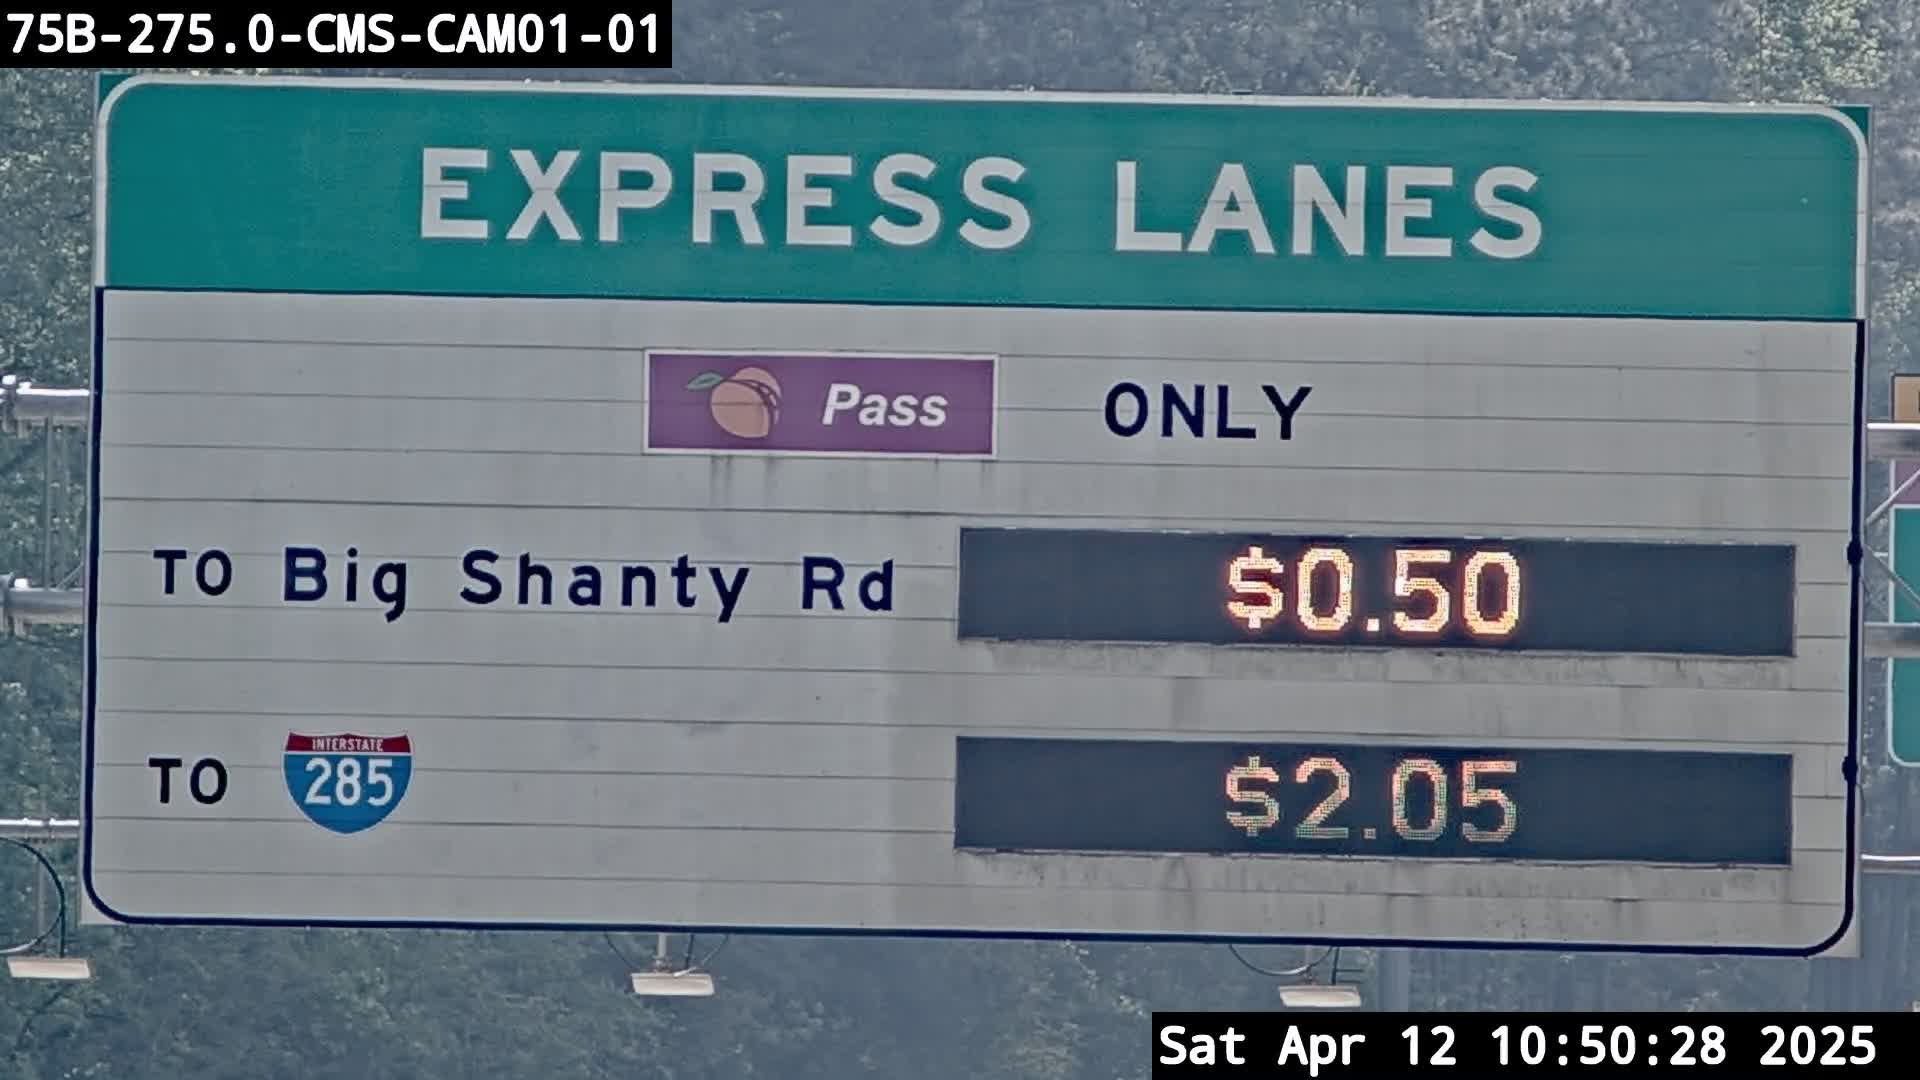 75B-275.0-CMS-CAM01-01
EXPRESS LANES
Pass ONLY
TO Big Shanty Rd $0.50
TO INTERSTATE 285 $2.05
Sat Apr 12 10:50:28 2025